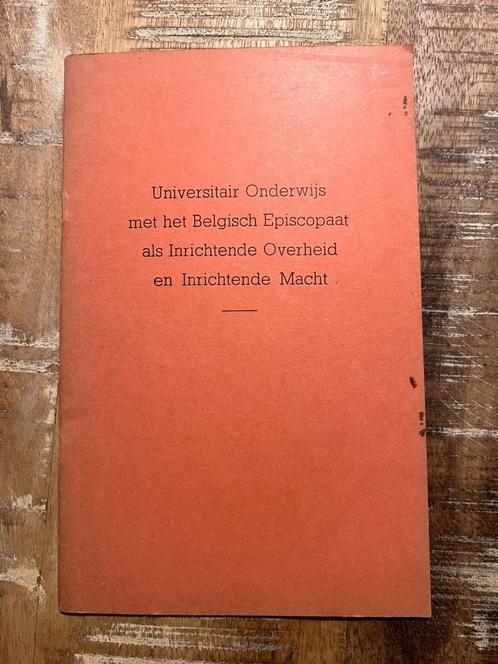 Universitair Onderwijs
met het Belgisch Episcopaat
als Inrichtende Overheid
en Inrichtende Macht .